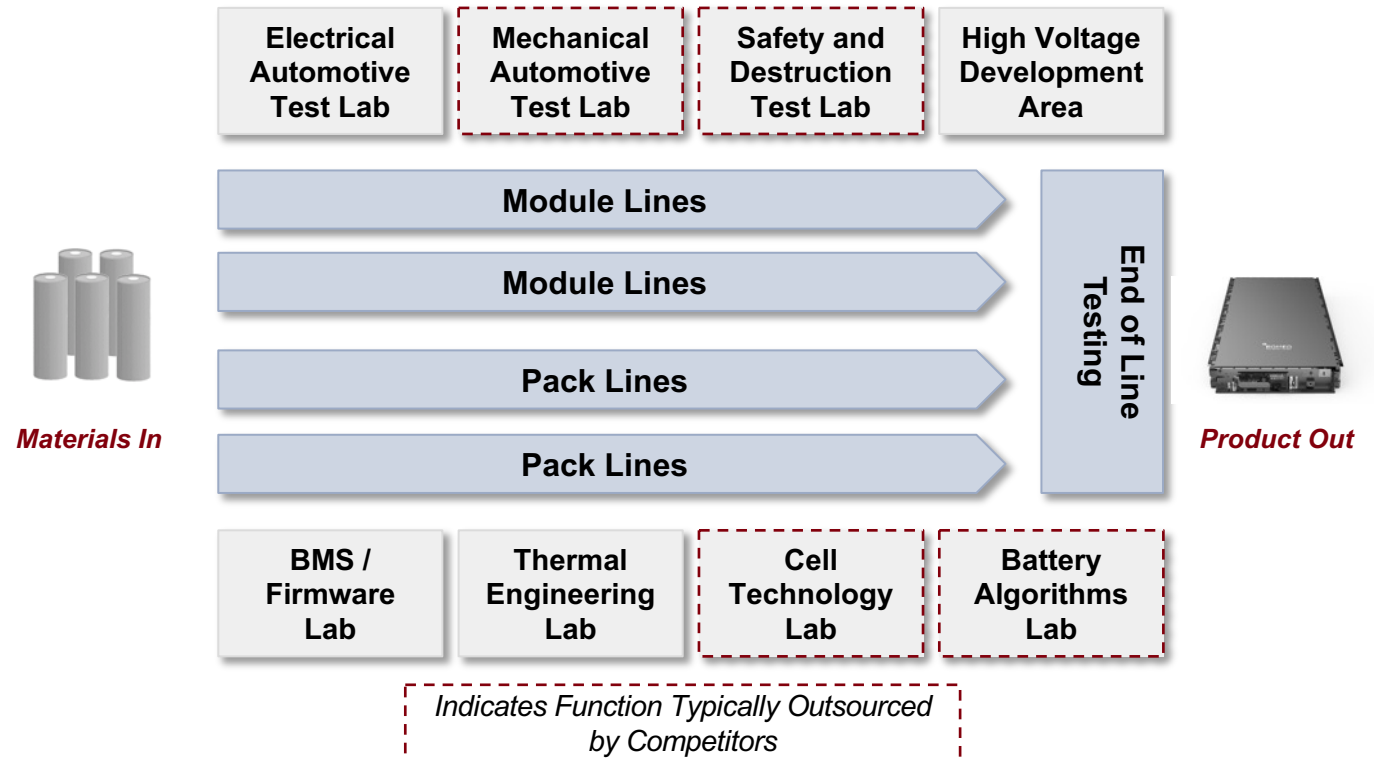 Electrical
Automotive
Test Lab
Mechanical
Automotive
Test Lab
Safety and
Destruction
Test Lab
High Voltage
Development
Area
Module Lines
Module Lines
Pack Lines
Pack Lines
End of Line
Testing
Materials In
Product Out
BMS /
Firmware
Lab
Thermal
Engineering
Lab
Cell
Technology
Lab
Battery
Algorithms
Lab
Indicates Function Typically Outsourced
by Competitors